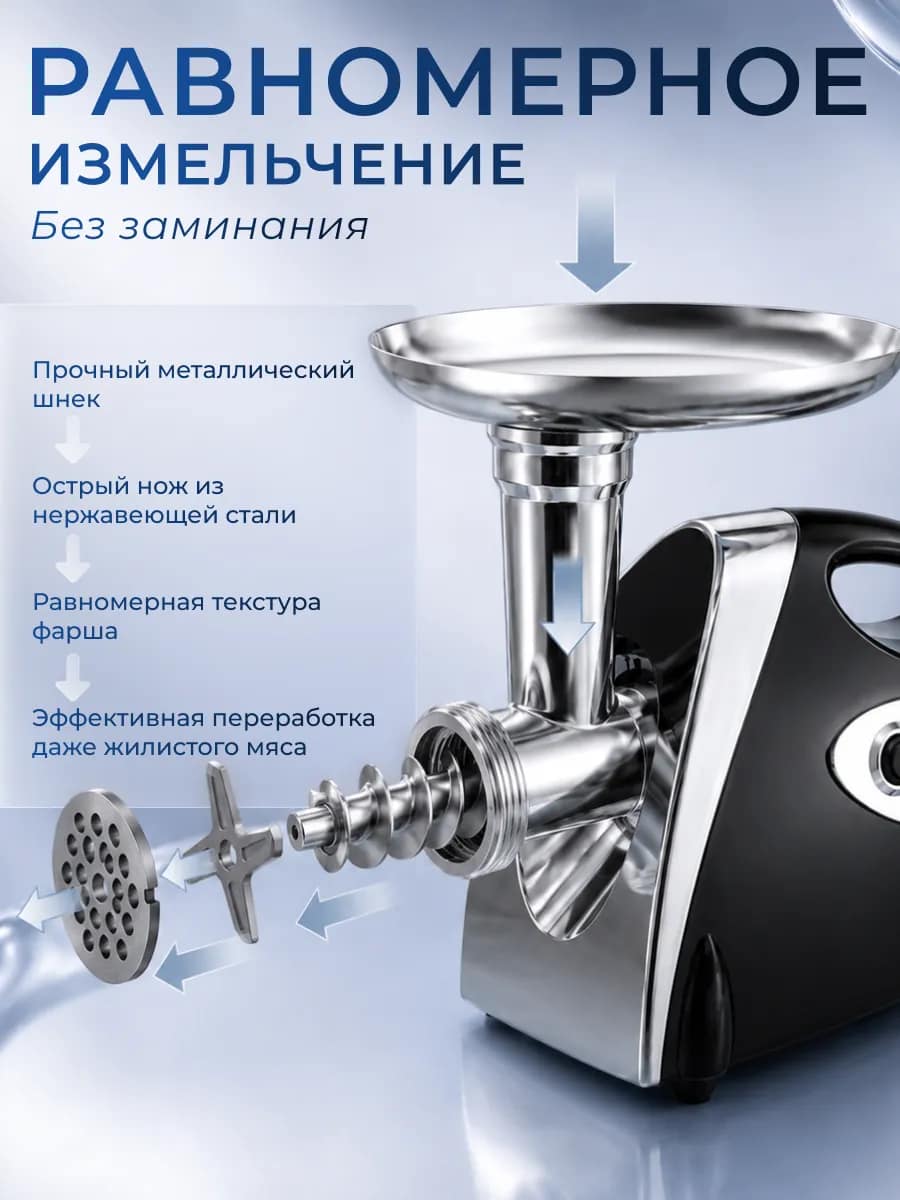 РАВНОМЕРНОЕ
ИЗМЕЛЬЧЕНИЕ
Без заминания
Прочный металлический
шнек
Острый нож из
нержавеющей стали
Равномерная текстура
фарша
Эффективная переработка
даже жилистого мяса